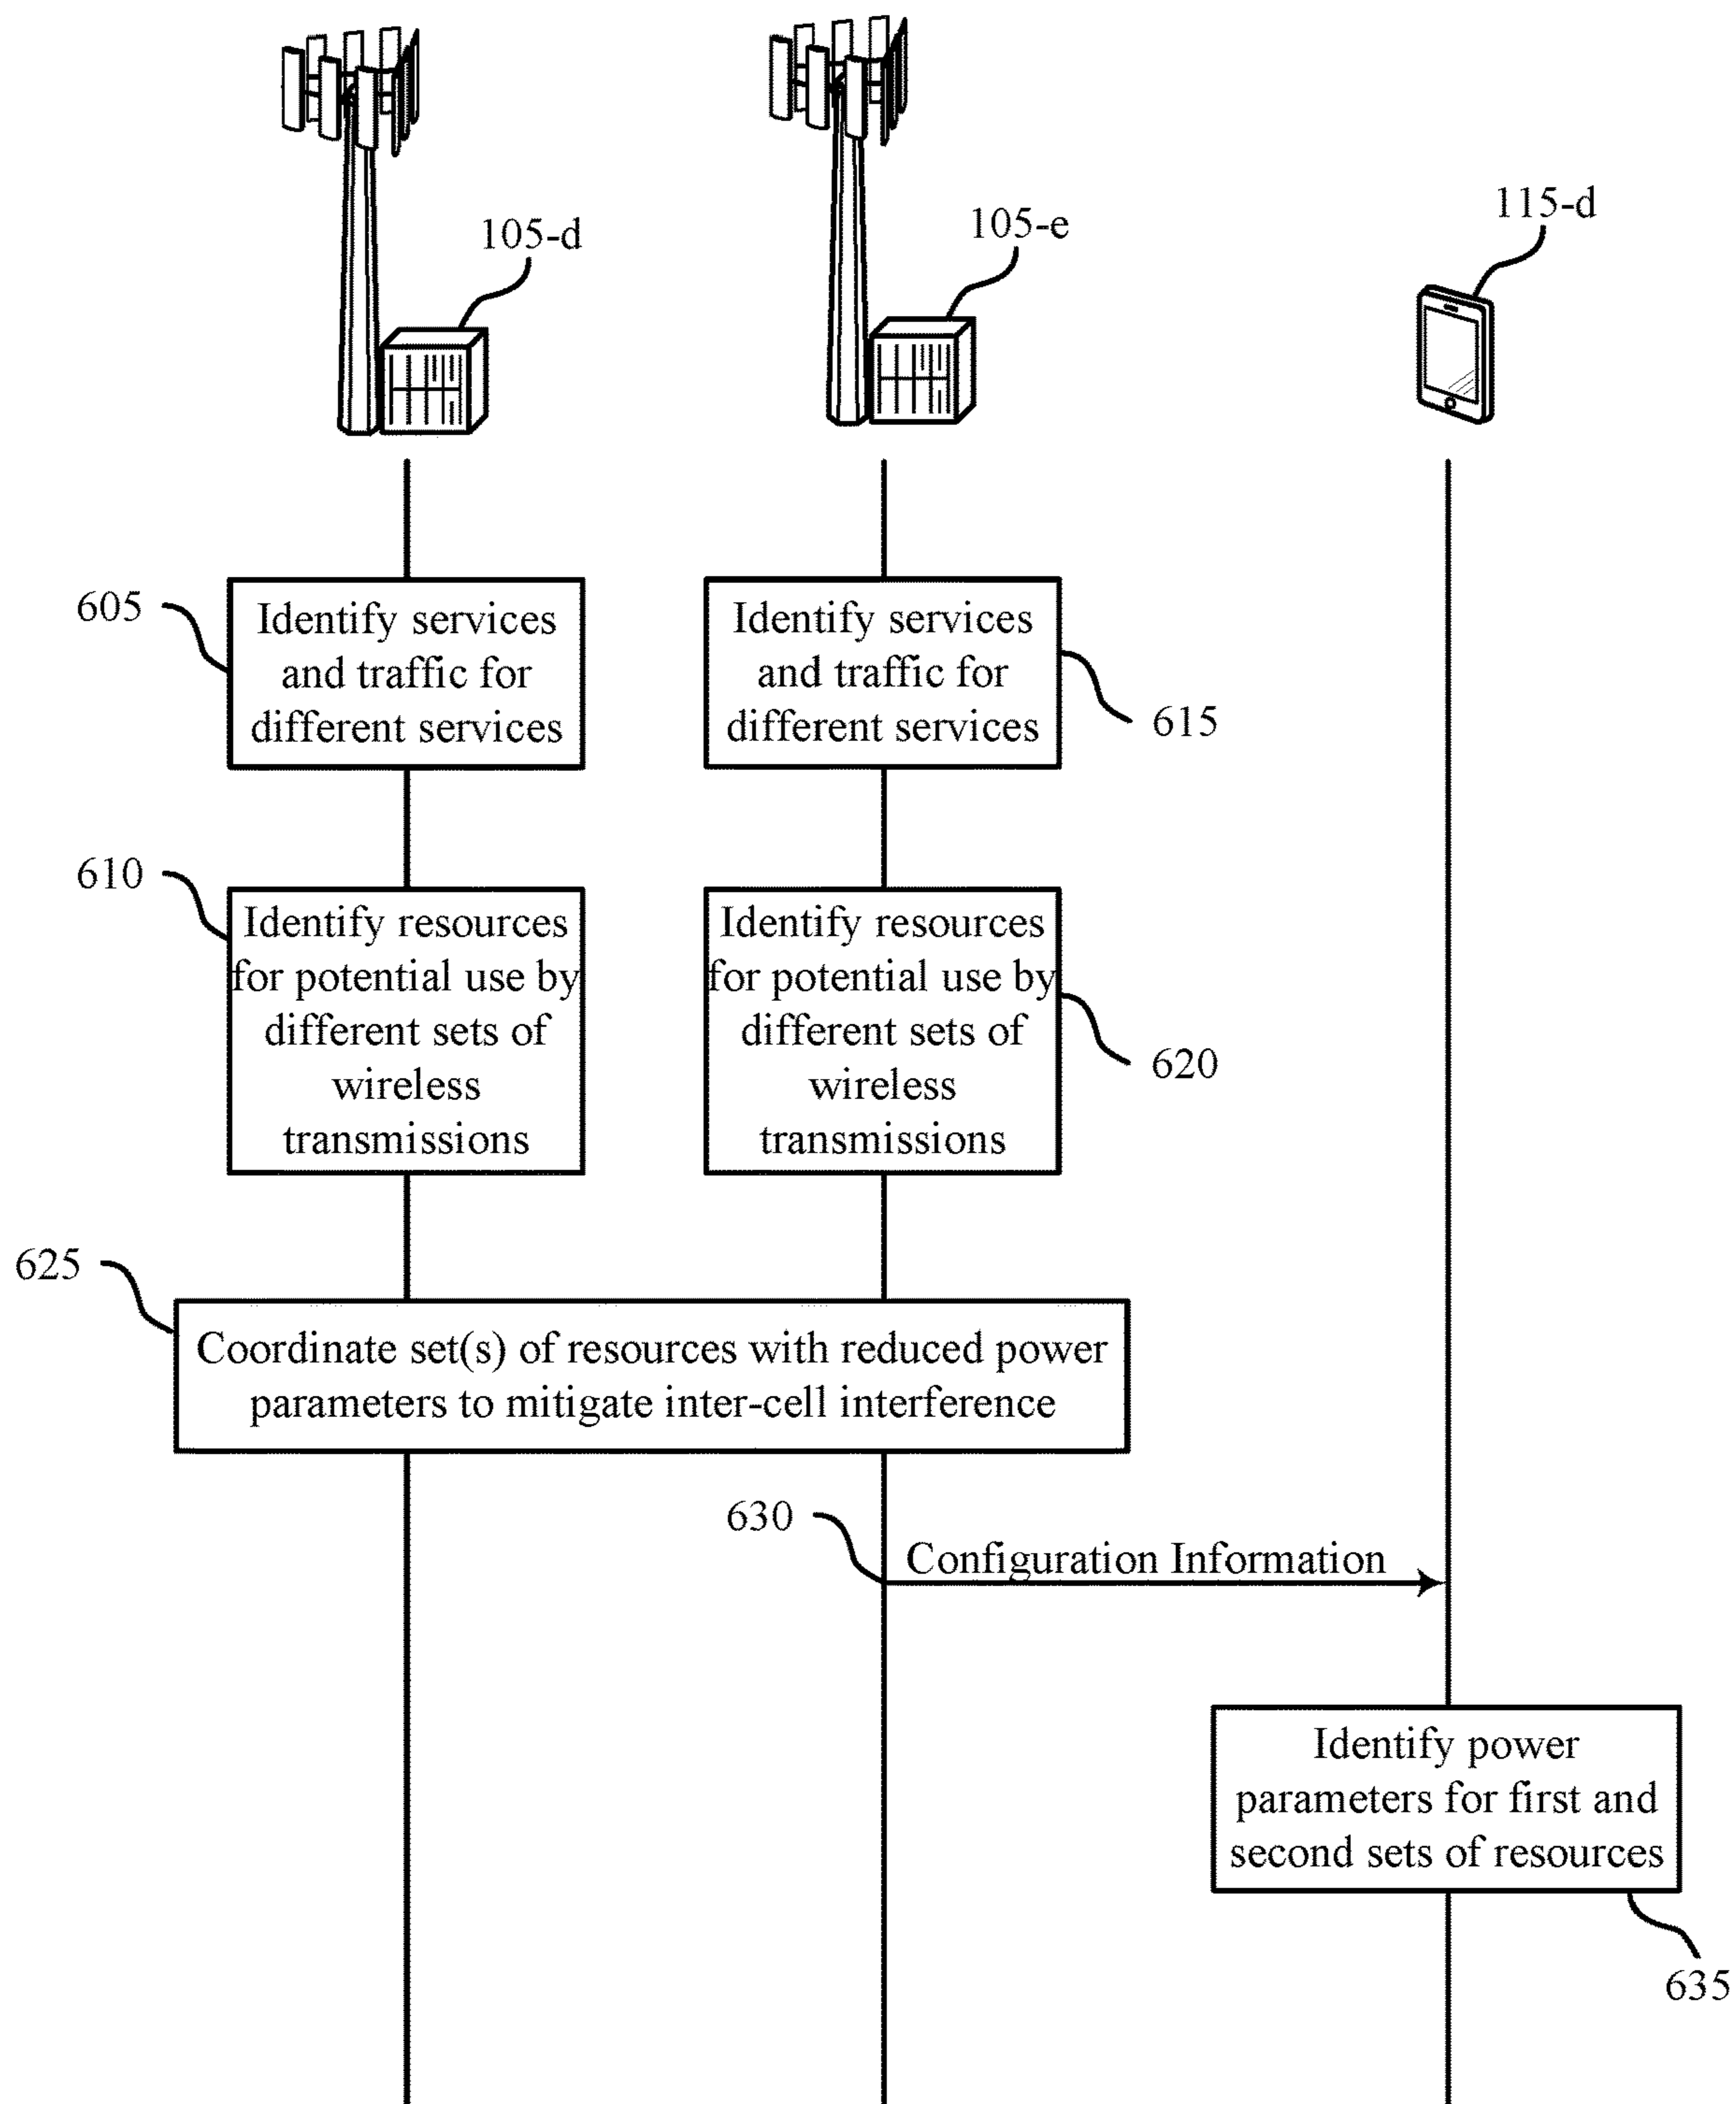 105-d
105-e
115-d
605
Identify services
and traffic for
different services
Identify services
and traffic for
different services
615
610
Identify resources
for potential use by
different sets of
wireless
transmissions
Identify resources
for potential use by
different sets of
wireless
transmissions
620
625
Coordinate set(s) of resources with reduced power
parameters to mitigate inter-cell interference
630
Configuration Information
Identify power
parameters for first and
second sets of resources
635